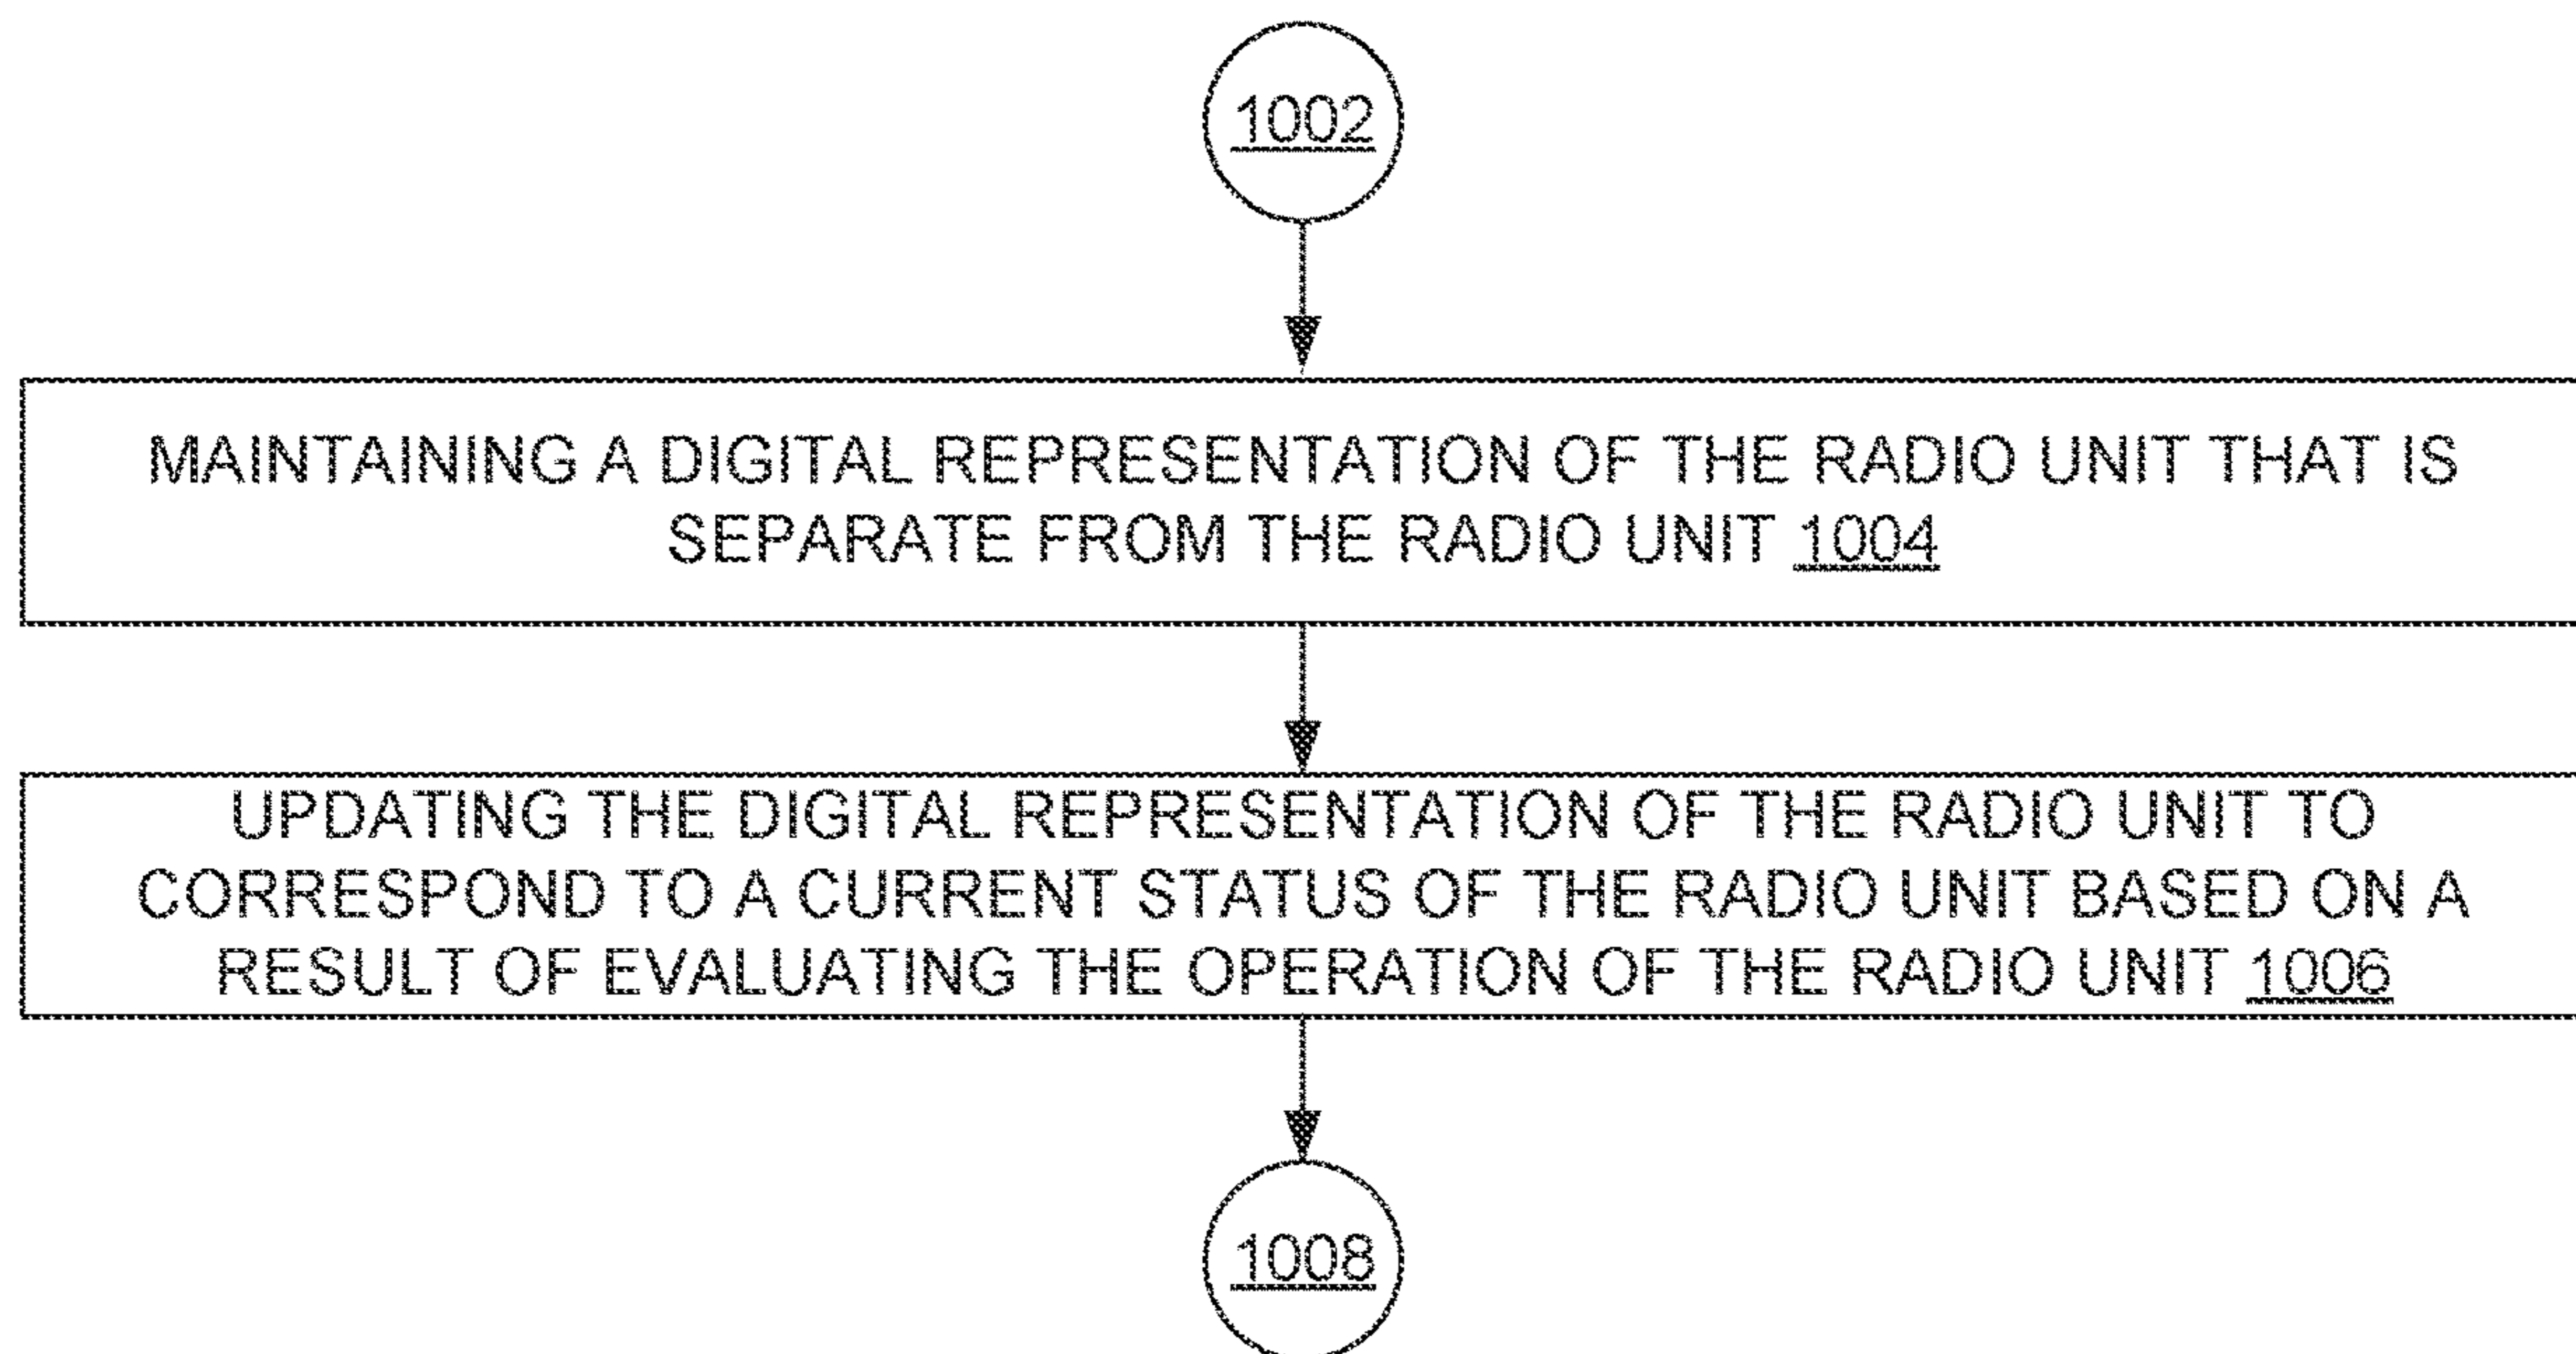 1002
MAINTAINING A DIGITAL REPRESENTATION OF THE RADIO UNIT THAT IS
SEPARATE FROM THE RADIO UNIT 1004
UPDATING THE DIGITAL REPRESENTATION OF THE RADIO UNIT TO
CORRESPOND TO A CURRENT STATUS OF THE RADIO UNIT BASED ON A
RESULT OF EVALUATING THE OPERATION OF THE RADIO UNIT 1006
1008